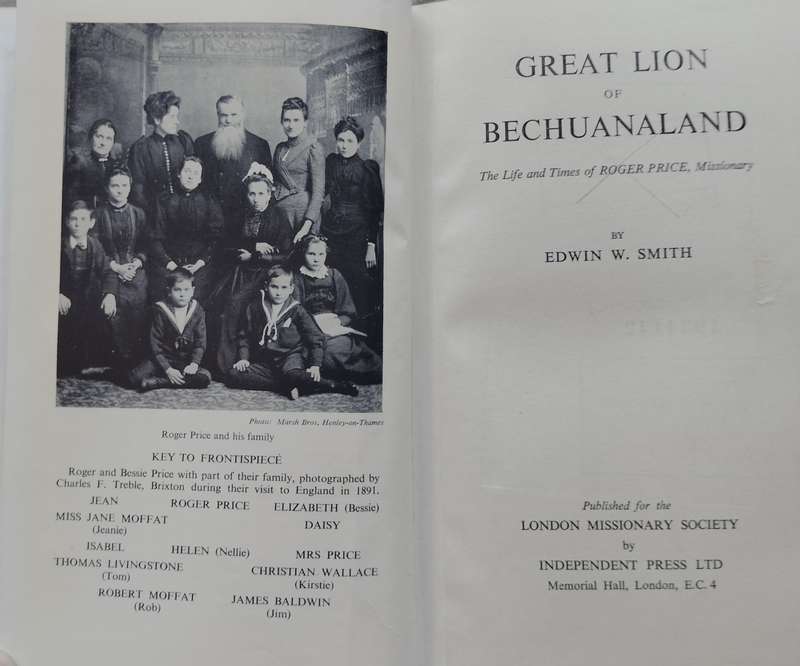 Photo: Marsh Bros, Henley-on-Thames
Roger Price and his family
KEY TO FRONTISPIECE
Roger and Bessie Price with part of their family, photographed by
Charles F. Treble, Brixton during their visit to England in 1891.
JEAN ROGER PRICE ELIZABETH (Bessie)
MISS JANE MOFFAT DAISY
(Jeanie)
ISABEL HELEN (Nellie) MRS PRICE
THOMAS LIVINGSTONE CHRISTIAN WALLACE
(Tom) (Kirstie)
ROBERT MOFFAT JAMES BALDWIN
(Rob) (Jim)
GREAT LION
OF
BECHUANALAND
The Life and Times of ROGER PRICE, Missionary
BY
EDWIN W. SMITH
Published for the
LONDON MISSIONARY SOCIETY
by
INDEPENDENT PRESS LTD
Memorial Hall, London, E.C. 4